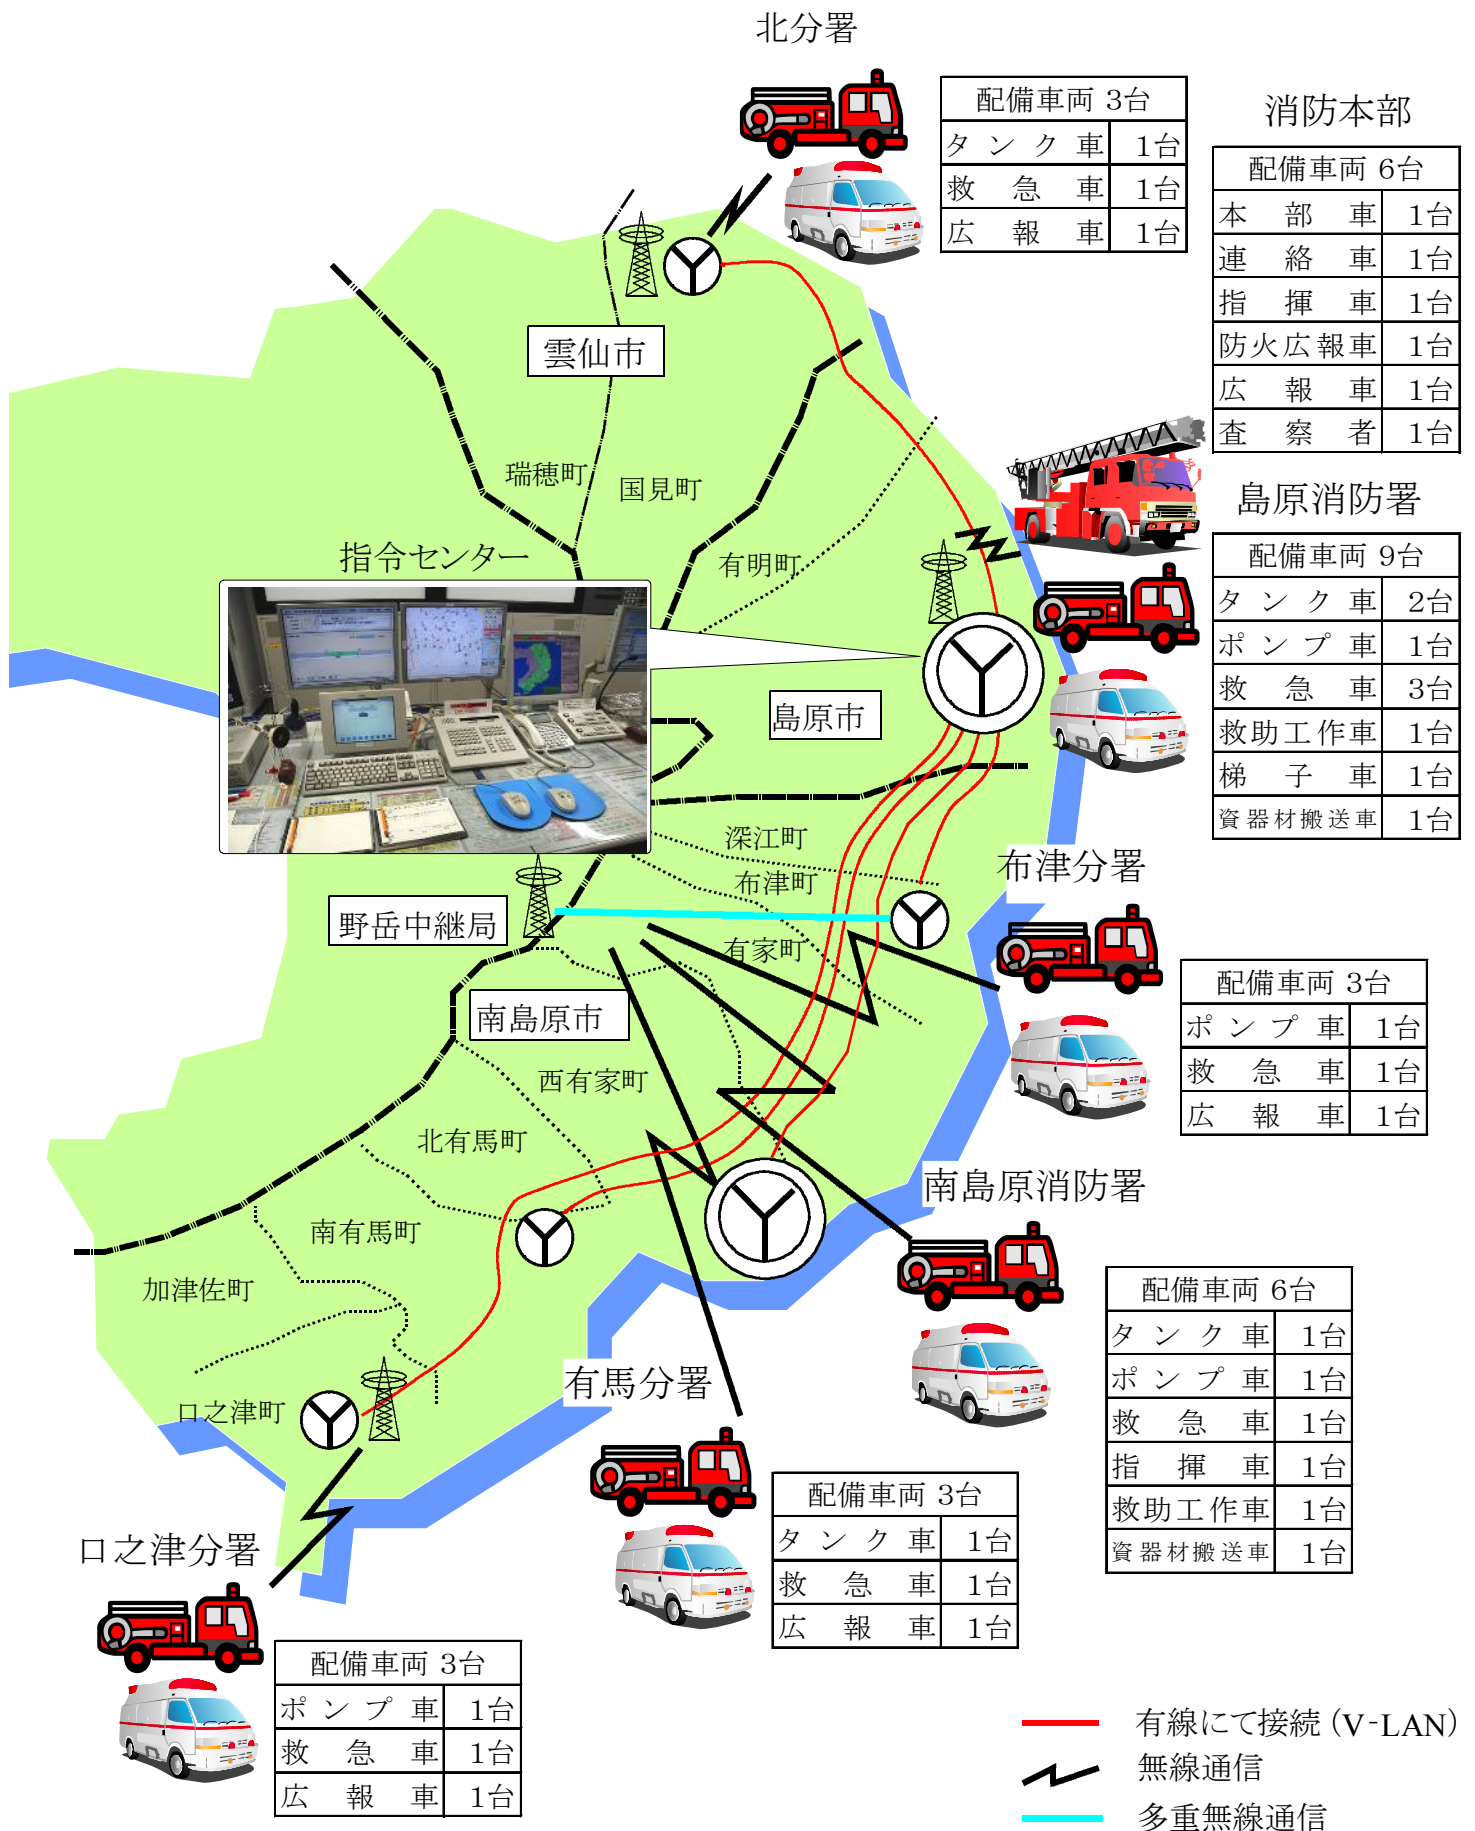 北分署
配備車両 3台
タンク車 1台
救急車 1台
広報車 1台
消防本部
配備車両 6台
本部車 1台
連絡車 1台
指揮車 1台
防火広報車 1台
広報車 1台
査察者 1台
雲仙市
瑞穂町
国見町
有明町
指令センター
島原消防署
配備車両 9台
タンク車 2台
ポンプ車 1台
救急車 3台
救助工作車 1台
梯子車 1台
資器材搬送車 1台
島原市
深江町
布津町
有家町
野岳中継局
布津分署
配備車両 3台
ポンプ車 1台
救急車 1台
広報車 1台
南島原市
西有家町
北有馬町
南有馬町
加津佐町
口之津町
南島原消防署
配備車両 6台
タンク車 1台
ポンプ車 1台
救急車 1台
指揮車 1台
救助工作車 1台
資器材搬送車 1台
有馬分署
配備車両 3台
タンク車 1台
救急車 1台
広報車 1台
口之津分署
配備車両 3台
ポンプ車 1台
救急車 1台
広報車 1台
有線にて接続（V-LAN）
無線通信
多重無線通信